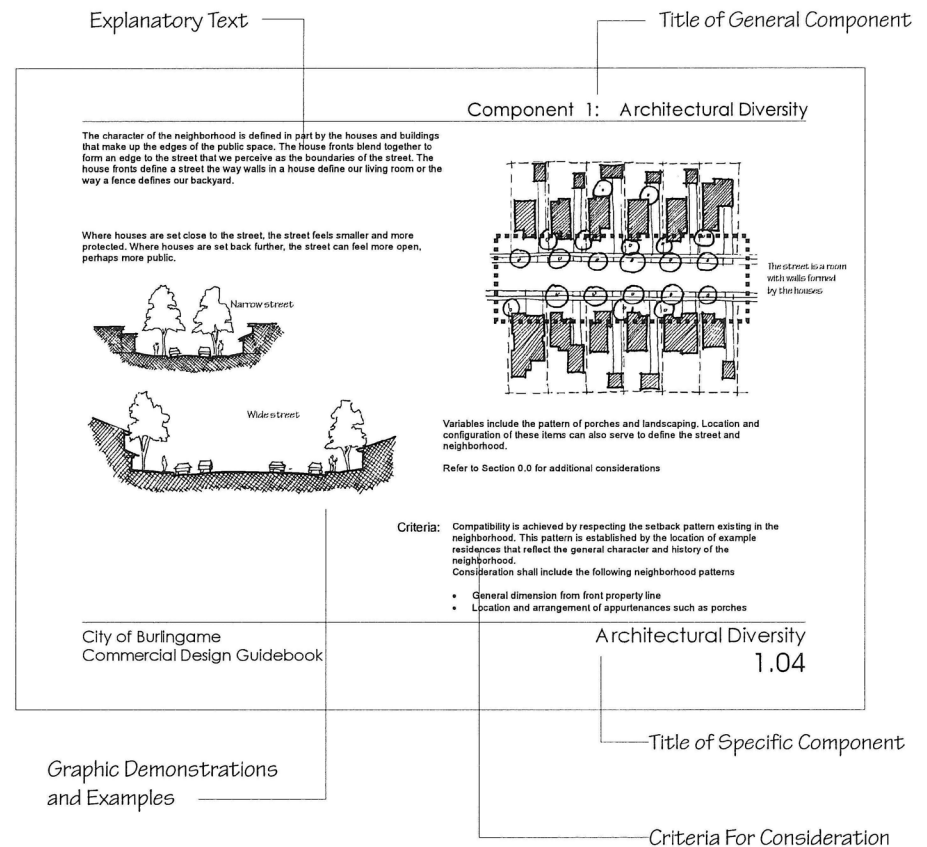 Explanatory Text
Title of General Component
Component 1: Architectural Diversity
The character of the neighborhood is defined in part by the houses and buildings
that make up the edges of the public space. The house fronts blend together to
form an edge to the street that we perceive as the boundaries of the street. The
house fronts define a street the way walls in a house define our living room or the
way a fence defines our backyard.
Where houses are set close to the street, the street feels smaller and more
protected. Where houses are set back further, the street can feel more open,
perhaps more public.
Narrow street
Wide street
The street is a room
with walls formed
by the houses
Variables include the pattern of porches and landscaping. Location and
configuration of these items can also serve to define the street and
neighborhood.
Refer to Section 0.0 for additional considerations
Criteria: Compatibility is achieved by respecting the setback pattern existing in the
neighborhood. This pattern is established by the location of example
residences that reflect the general character and history of the
neighborhood.
Consideration shall include the following neighborhood patterns
• General dimension from front property line
• Location and arrangement of appurtenances such as porches
City of Burlingame
Commercial Design Guidebook
Architectural Diversity
1.04
Title of Specific Component
Graphic Demonstrations
and Examples
Criteria For Consideration